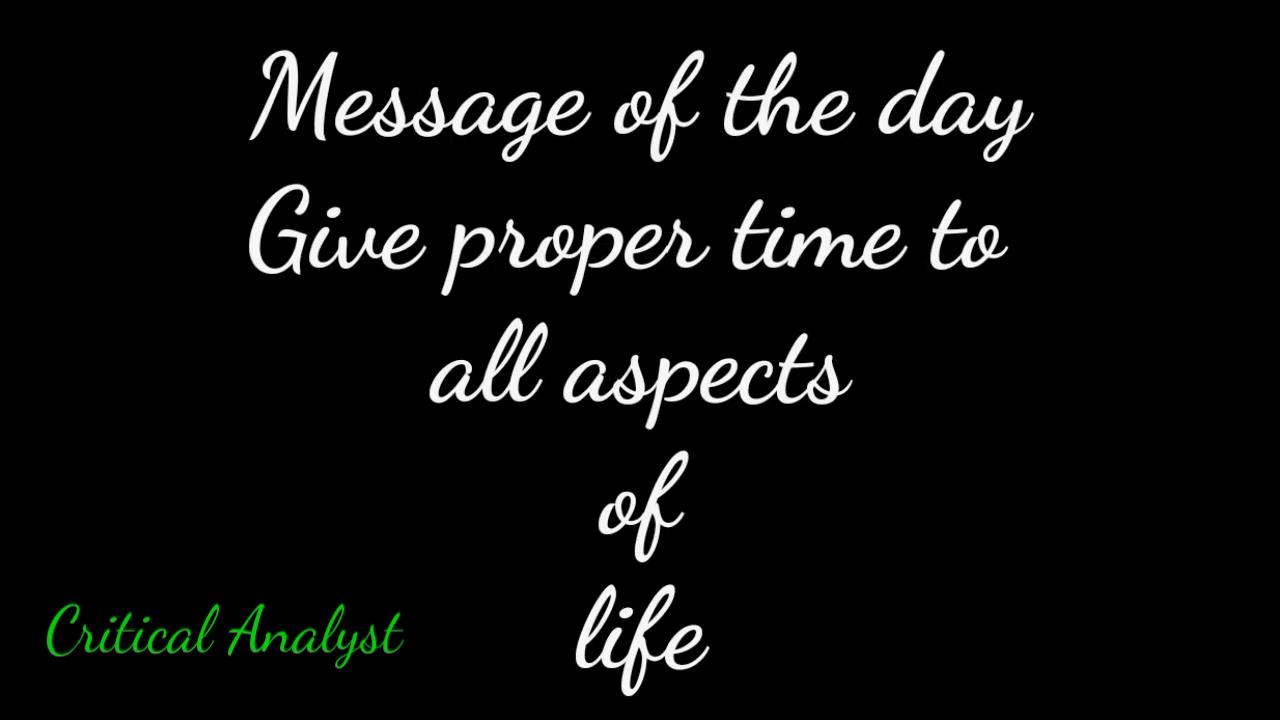 Message of the day
Give proper time to
all aspects
of
life
Critical Analyst